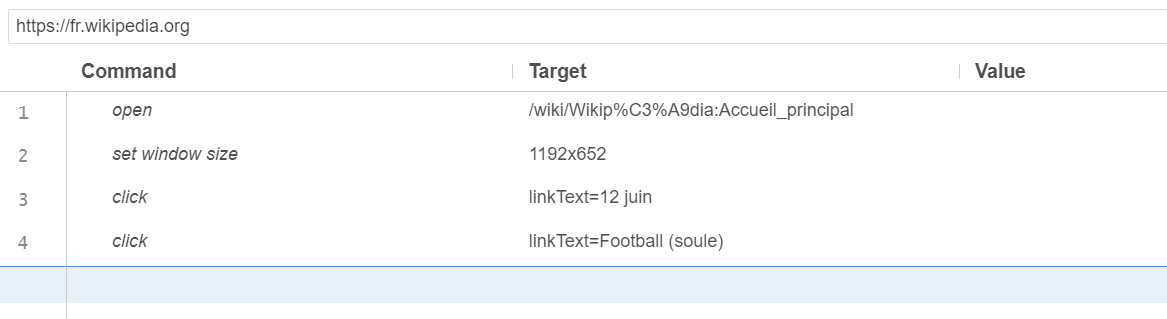 https://fr.wikipedia.org
Command Target Value
1 open /wiki/Wikip%C3%A9dia:Accueil_principal
2 set window size 1192x652
3 click linkText=12 juin
4 click linkText=Football (soule)